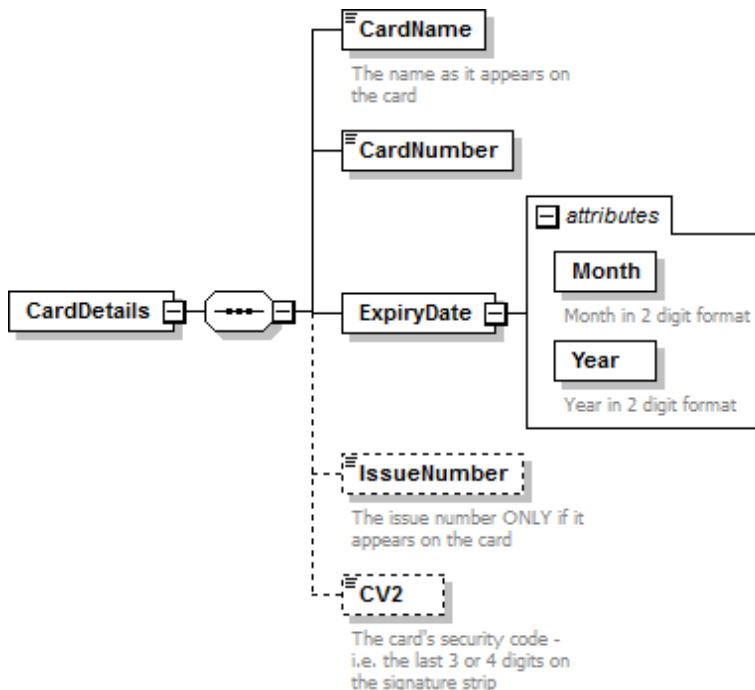 CardName
The name as it appears on
the card
CardNumber
attributes
Month
Month in 2 digit format
CardDetails
ExpiryDate
Year
Year in 2 digit format
IssueNumber
The issue number ONLY if it
appears on the card
CV2
The card's security code -
i.e. the last 3 or 4 digits on
the signature strip